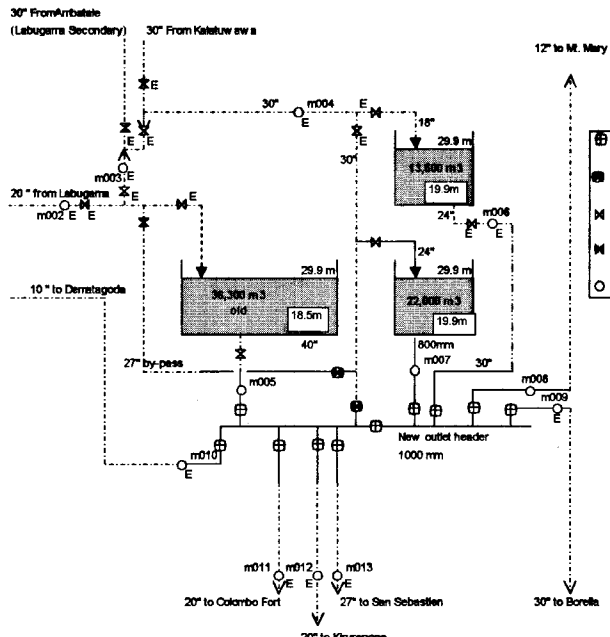 30" FromAmbatale
(Labugama Secondary)
30" From Kalatuwawa
12" to Mt. Mary
E
E
E
30"
m004
E
E
30"
18"
29.9 m
13,600 m3
19.9m
24"
m006
E
E
m003
E
20" from Labugama
m002
E
E
E
24"
29.9 m
36,300 m3
old
18.5m
40"
29.9 m
22,800 m3
19.9m
800mm
m007
30"
10" to Dematagoda
27" by-pass
m005
m008
m009
E
E
New outlet header
1000 mm
m010
E
m011
m012
m013
E
E
E
20" to Colombo Fort
27" to San Sebastien
30" to Borella